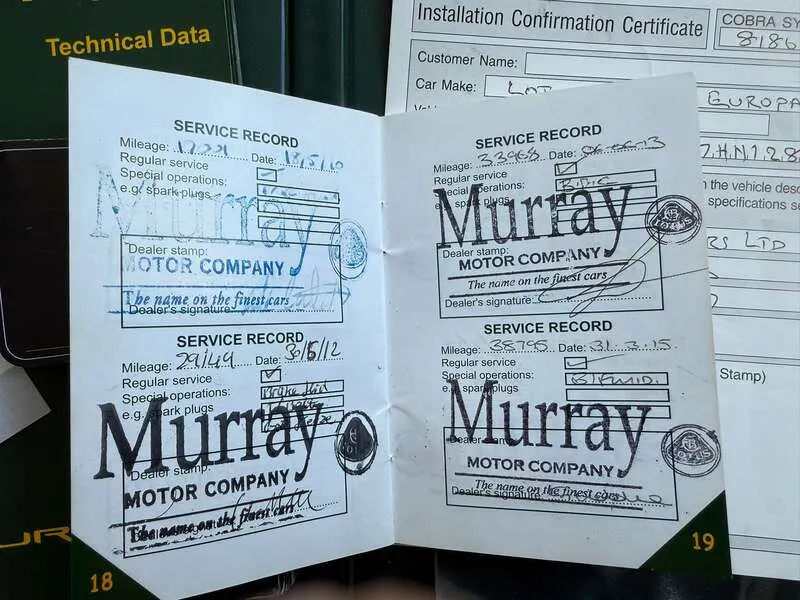 Technical Data
Installation Confirmation Certificate
COBRA SY
8186
Customer Name:
Car Make:
EUROPA
SERVICE RECORD
Mileage: Date: 18/5/10
Regular service
Special operations:
e.g. spark plugs
Murray
Dealer stamp:
MOTOR COMPANY
The name on the finest cars
Dealer's signature
SERVICE RECORD
Mileage: 29149 Date: 30/5/12
Regular service
Special operations:
e.g. spark plugs
Murray
Dealer stamp:
MOTOR COMPANY
The name on the finest cars
18
SERVICE RECORD
Mileage: 33968 Date:
Regular service
Special operations:
e.g. spark plugs
Murray
Dealer stamp:
MOTOR COMPANY
The name on the finest cars
Dealer's signature
SERVICE RECORD
Mileage: 38795 Date: 31.3.15
Regular service
Special operations:
e.g. spark plugs
Murray
Dealer
MOTOR COMPANY
The name on the finest cars
Dealer's signature
LOTUS
19
the vehicle desc
specifications se
RS LTD
Stamp)
UR